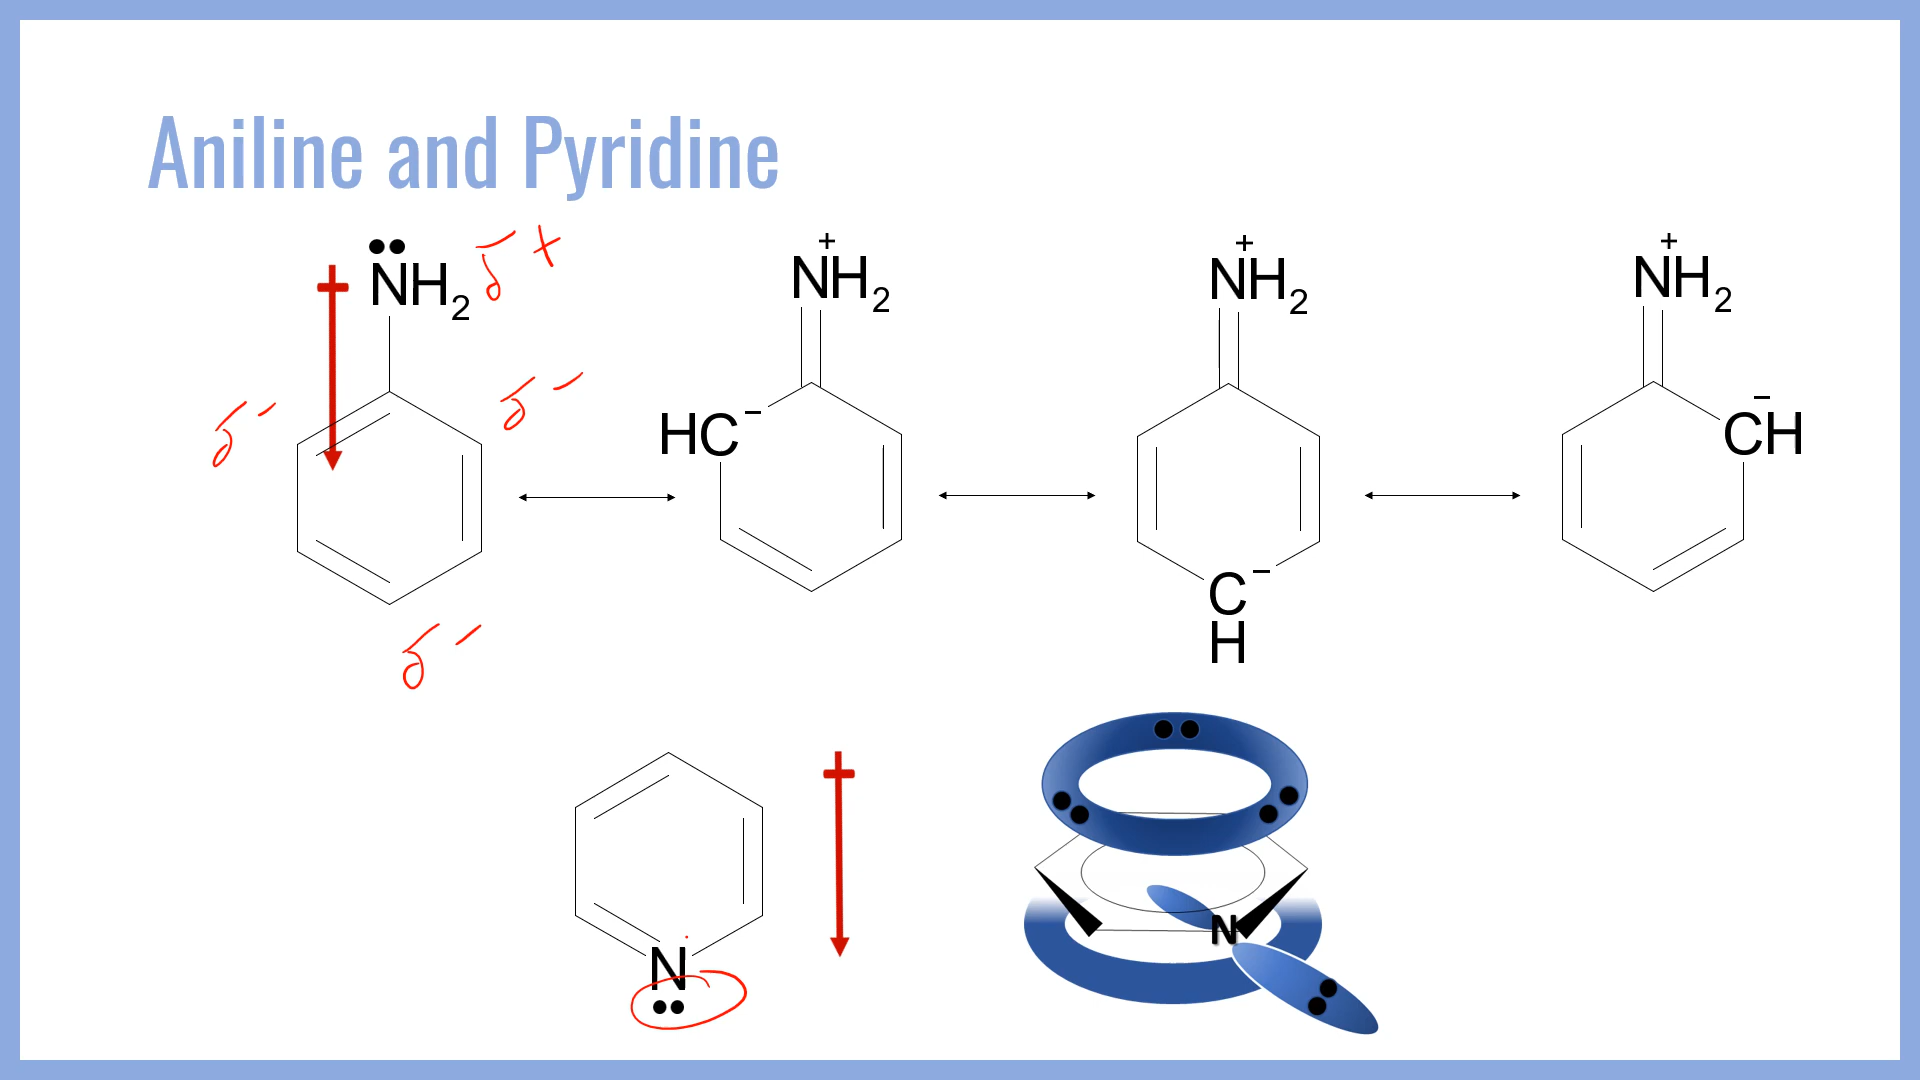 Aniline and Pyridine
NH2 δ+
+
NH2
+
NH2
+
NH2
δ-
δ-
HC−
CH−
C−
H
δ-
N
N